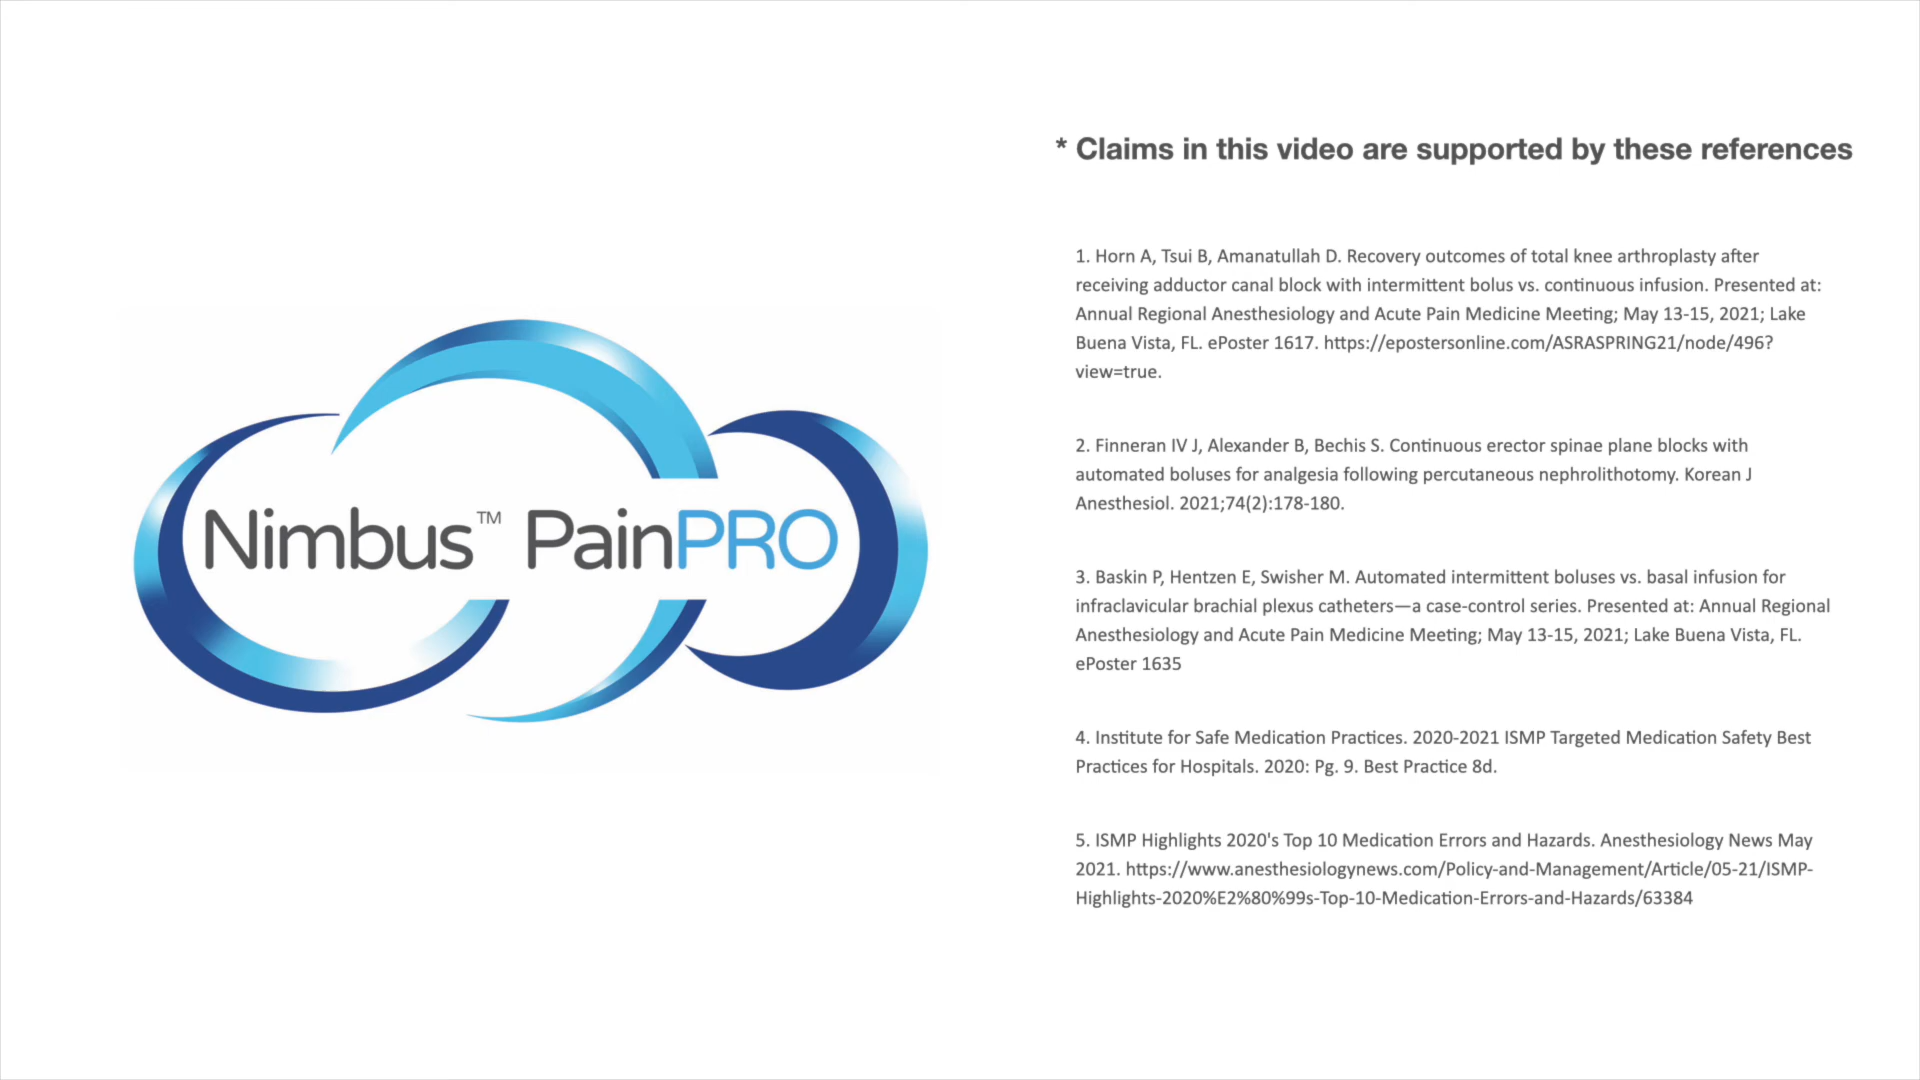 Nimbus™ PainPRO
* Claims in this video are supported by these references
1. Horn A, Tsui B, Amanatullah D. Recovery outcomes of total knee arthroplasty after
receiving adductor canal block with intermittent bolus vs. continuous infusion. Presented at:
Annual Regional Anesthesiology and Acute Pain Medicine Meeting; May 13-15, 2021; Lake
Buena Vista, FL. ePoster 1617. https://epostersonline.com/ASRASPRING21/node/496?
view=true.
2. Finneran IV J, Alexander B, Bechis S. Continuous erector spinae plane blocks with
automated boluses for analgesia following percutaneous nephrolithotomy. Korean J
Anesthesiol. 2021;74(2):178-180.
3. Baskin P, Hentzen E, Swisher M. Automated intermittent boluses vs. basal infusion for
infraclavicular brachial plexus catheters—a case-control series. Presented at: Annual Regional
Anesthesiology and Acute Pain Medicine Meeting; May 13-15, 2021; Lake Buena Vista, FL.
ePoster 1635
4. Institute for Safe Medication Practices. 2020-2021 ISMP Targeted Medication Safety Best
Practices for Hospitals. 2020: Pg. 9. Best Practice 8d.
5. ISMP Highlights 2020's Top 10 Medication Errors and Hazards. Anesthesiology News May
2021. https://www.anesthesiologynews.com/Policy-and-Management/Article/05-21/ISMP-
Highlights-2020%E2%80%99s-Top-10-Medication-Errors-and-Hazards/63384